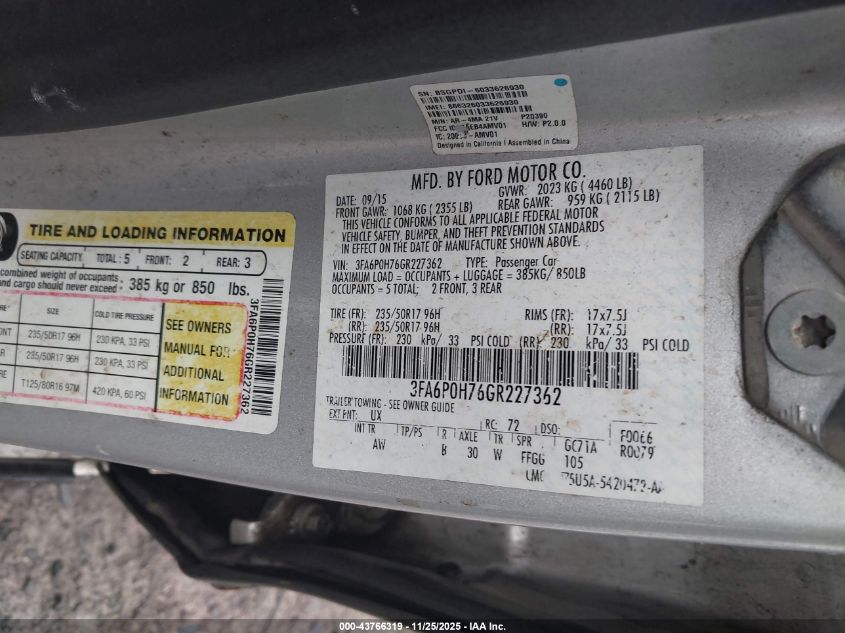 SN: BSGPDI-6033626930
IMEI: 866326033626930
M/N: AR-4MA 21V P20390
FCC ID: EB4AMV01 H/W: P2.0.0
IC: -AMV01
Designed in California | Assembled in China
MFD. BY FORD MOTOR CO.
DATE: 09/15 GVWR: 2023 KG ( 4460 LB)
FRONT GAWR: 1068 KG ( 2355 LB) REAR GAWR: 959 KG ( 2115 LB)
THIS VEHICLE CONFORMS TO ALL APPLICABLE FEDERAL MOTOR
VEHICLE SAFETY, BUMPER, AND THEFT PREVENTION STANDARDS
IN EFFECT ON THE DATE OF MANUFACTURE SHOWN ABOVE.
VIN: 3FA6P0H76GR227362 TYPE: Passenger Car
MAXIMUM LOAD = OCCUPANTS + LUGGAGE = 385KG/ 850LB
OCCUPANTS = 5 TOTAL, 2 FRONT, 3 REAR
TIRE (FR): 235/50R17 96H RIMS (FR): 17x7.5J
(RR): 235/50R17 96H (RR): 17x7.5J
PRESSURE (FR): 230 kPa/ 33 PSI COLD (RR): 230 kPa/ 33 PSI COLD
3FA6P0H76GR227362
TRAILER TOWING - SEE OWNER GUIDE
EXT PNT: UX RC: 72 DSO: F0066
INT TR TP/PS R AXLE TR SPR GC71A R0079
AW B 30 W FFGG 105
5U5A-5420472-AA
TIRE AND LOADING INFORMATION
SEATING CAPACITY TOTAL: 5 FRONT: 2 REAR: 3
combined weight of occupants
and cargo should never exceed: 385 kg or 850 lbs.
SIZE COLD TIRE PRESSURE
235/50R17 96H 230 KPA, 33 PSI
235/50R17 96H 230 KPA, 33 PSI
T125/80R16 97M 420 KPA, 60 PSI
SEE OWNERS
MANUAL FOR
ADDITIONAL
INFORMATION
3FA6P0H76GR227362
000-43766319 - 11/25/2025 - IAA Inc.